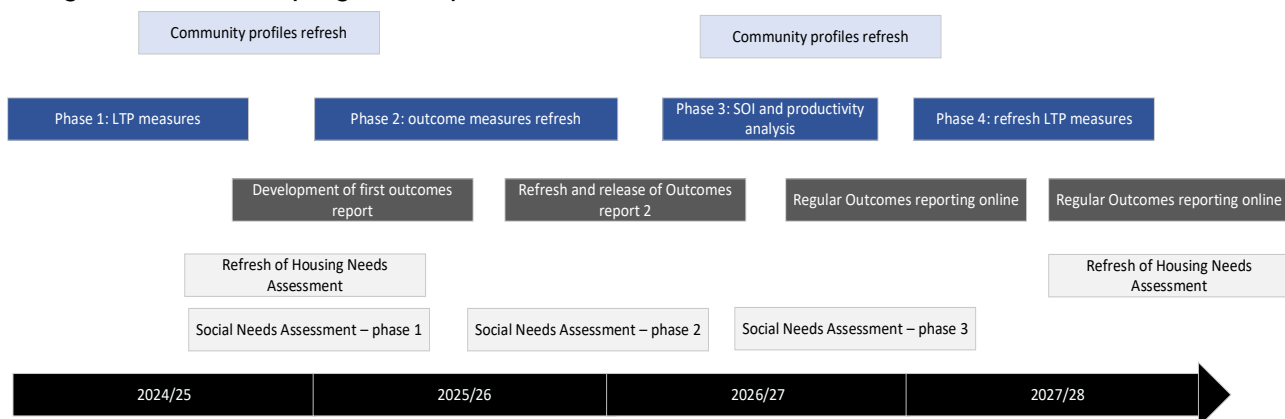 Community profiles refresh
Community profiles refresh
Phase 1: LTP measures
Phase 2: outcome measures refresh
Phase 3: SOI and productivity
analysis
Phase 4: refresh LTP measures
Development of first outcomes
report
Refresh and release of Outcomes
report 2
Regular Outcomes reporting online
Regular Outcomes reporting online
Refresh of Housing Needs
Assessment
Refresh of Housing Needs
Assessment
Social Needs Assessment – phase 1
Social Needs Assessment – phase 2
Social Needs Assessment – phase 3
2024/25
2025/26
2026/27
2027/28